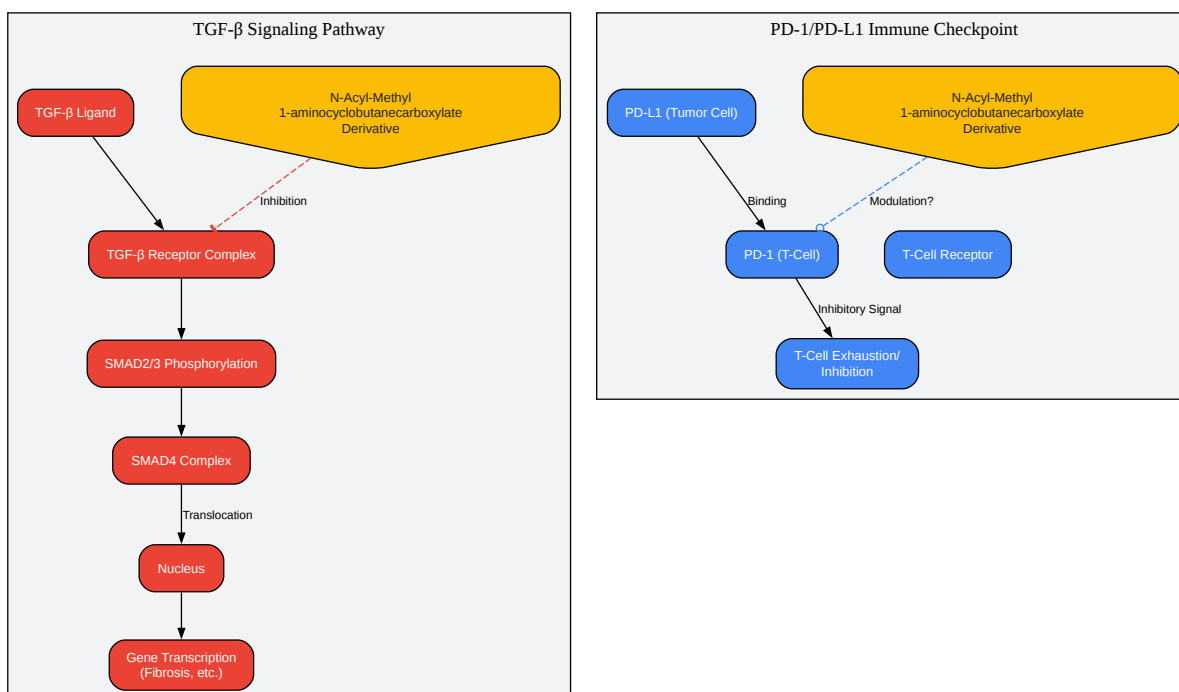 TGF-β Signaling Pathway
TGF-β Ligand
N-Acyl-Methyl
1-aminocyclobutanecarboxylate
Derivative
Inhibition
TGF-β Receptor Complex
SMAD2/3 Phosphorylation
SMAD4 Complex
Translocation
Nucleus
Gene Transcription
(Fibrosis, etc.)
PD-1/PD-L1 Immune Checkpoint
PD-L1 (Tumor Cell)
N-Acyl-Methyl
1-aminocyclobutanecarboxylate
Derivative
Binding
Modulation?
PD-1 (T-Cell)
T-Cell Receptor
Inhibitory Signal
T-Cell Exhaustion/
Inhibition